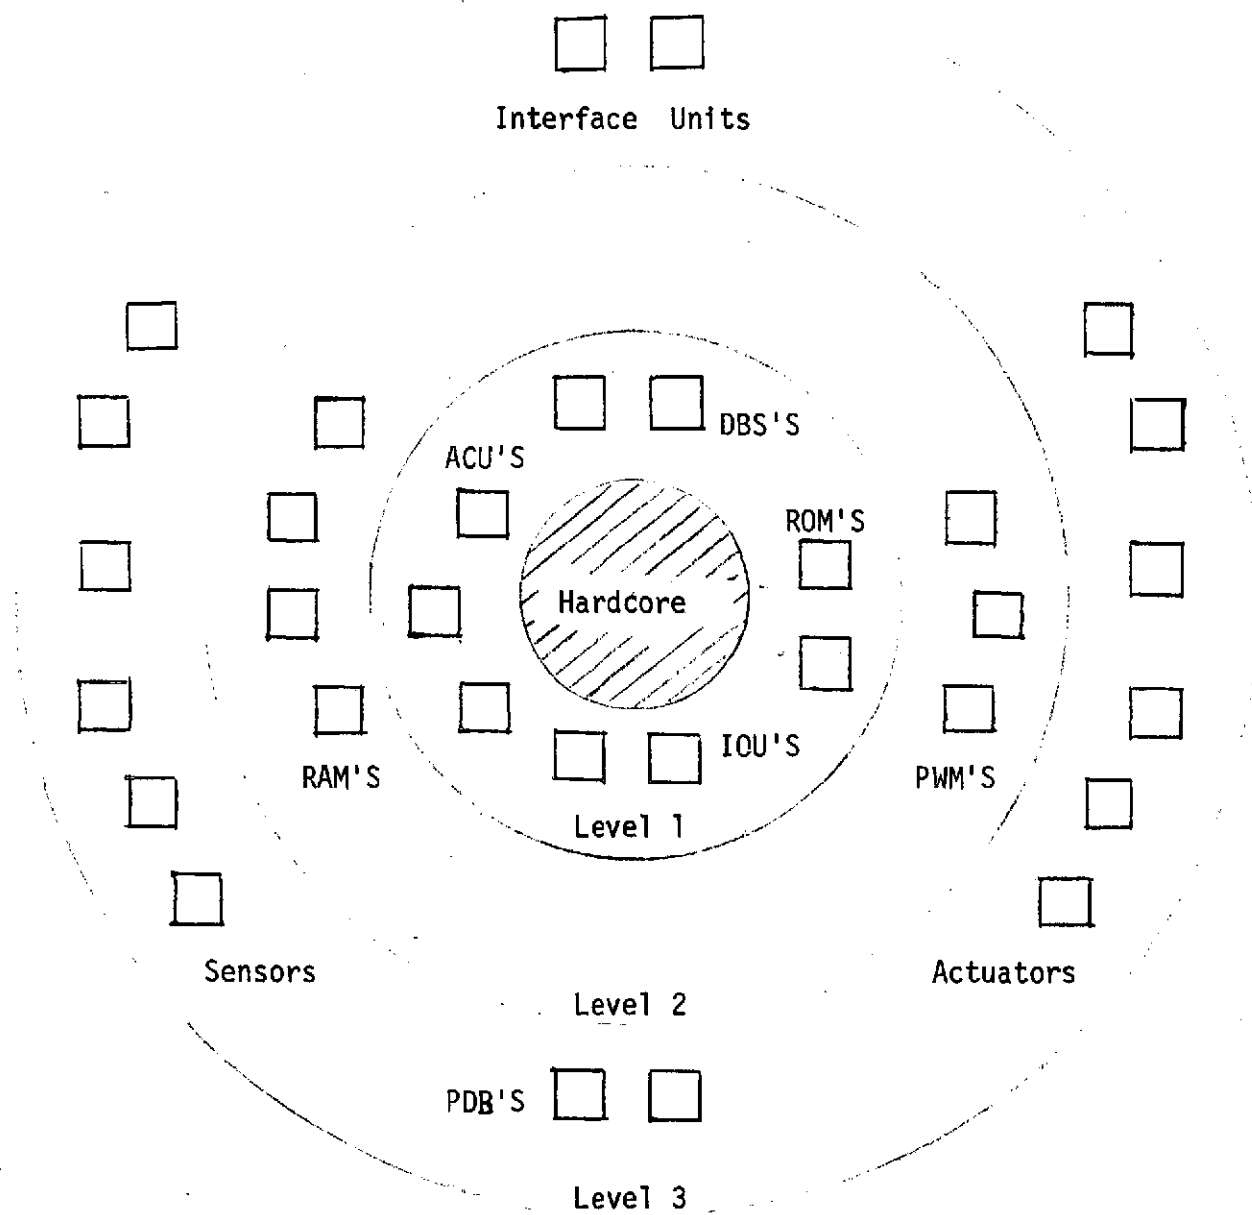 Interface Units
DBS'S
ACU'S
ROM'S
Hardcore
IOU'S
RAM'S
PWM'S
Level 1
Sensors
Actuators
Level 2
PDB'S
Level 3